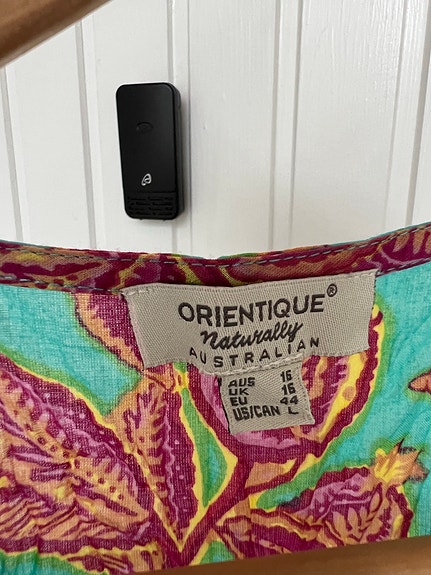 ORIENTIQUE®
Naturally
AUSTRALIAN
AUS 16
UK 16
EU 44
US/CAN L